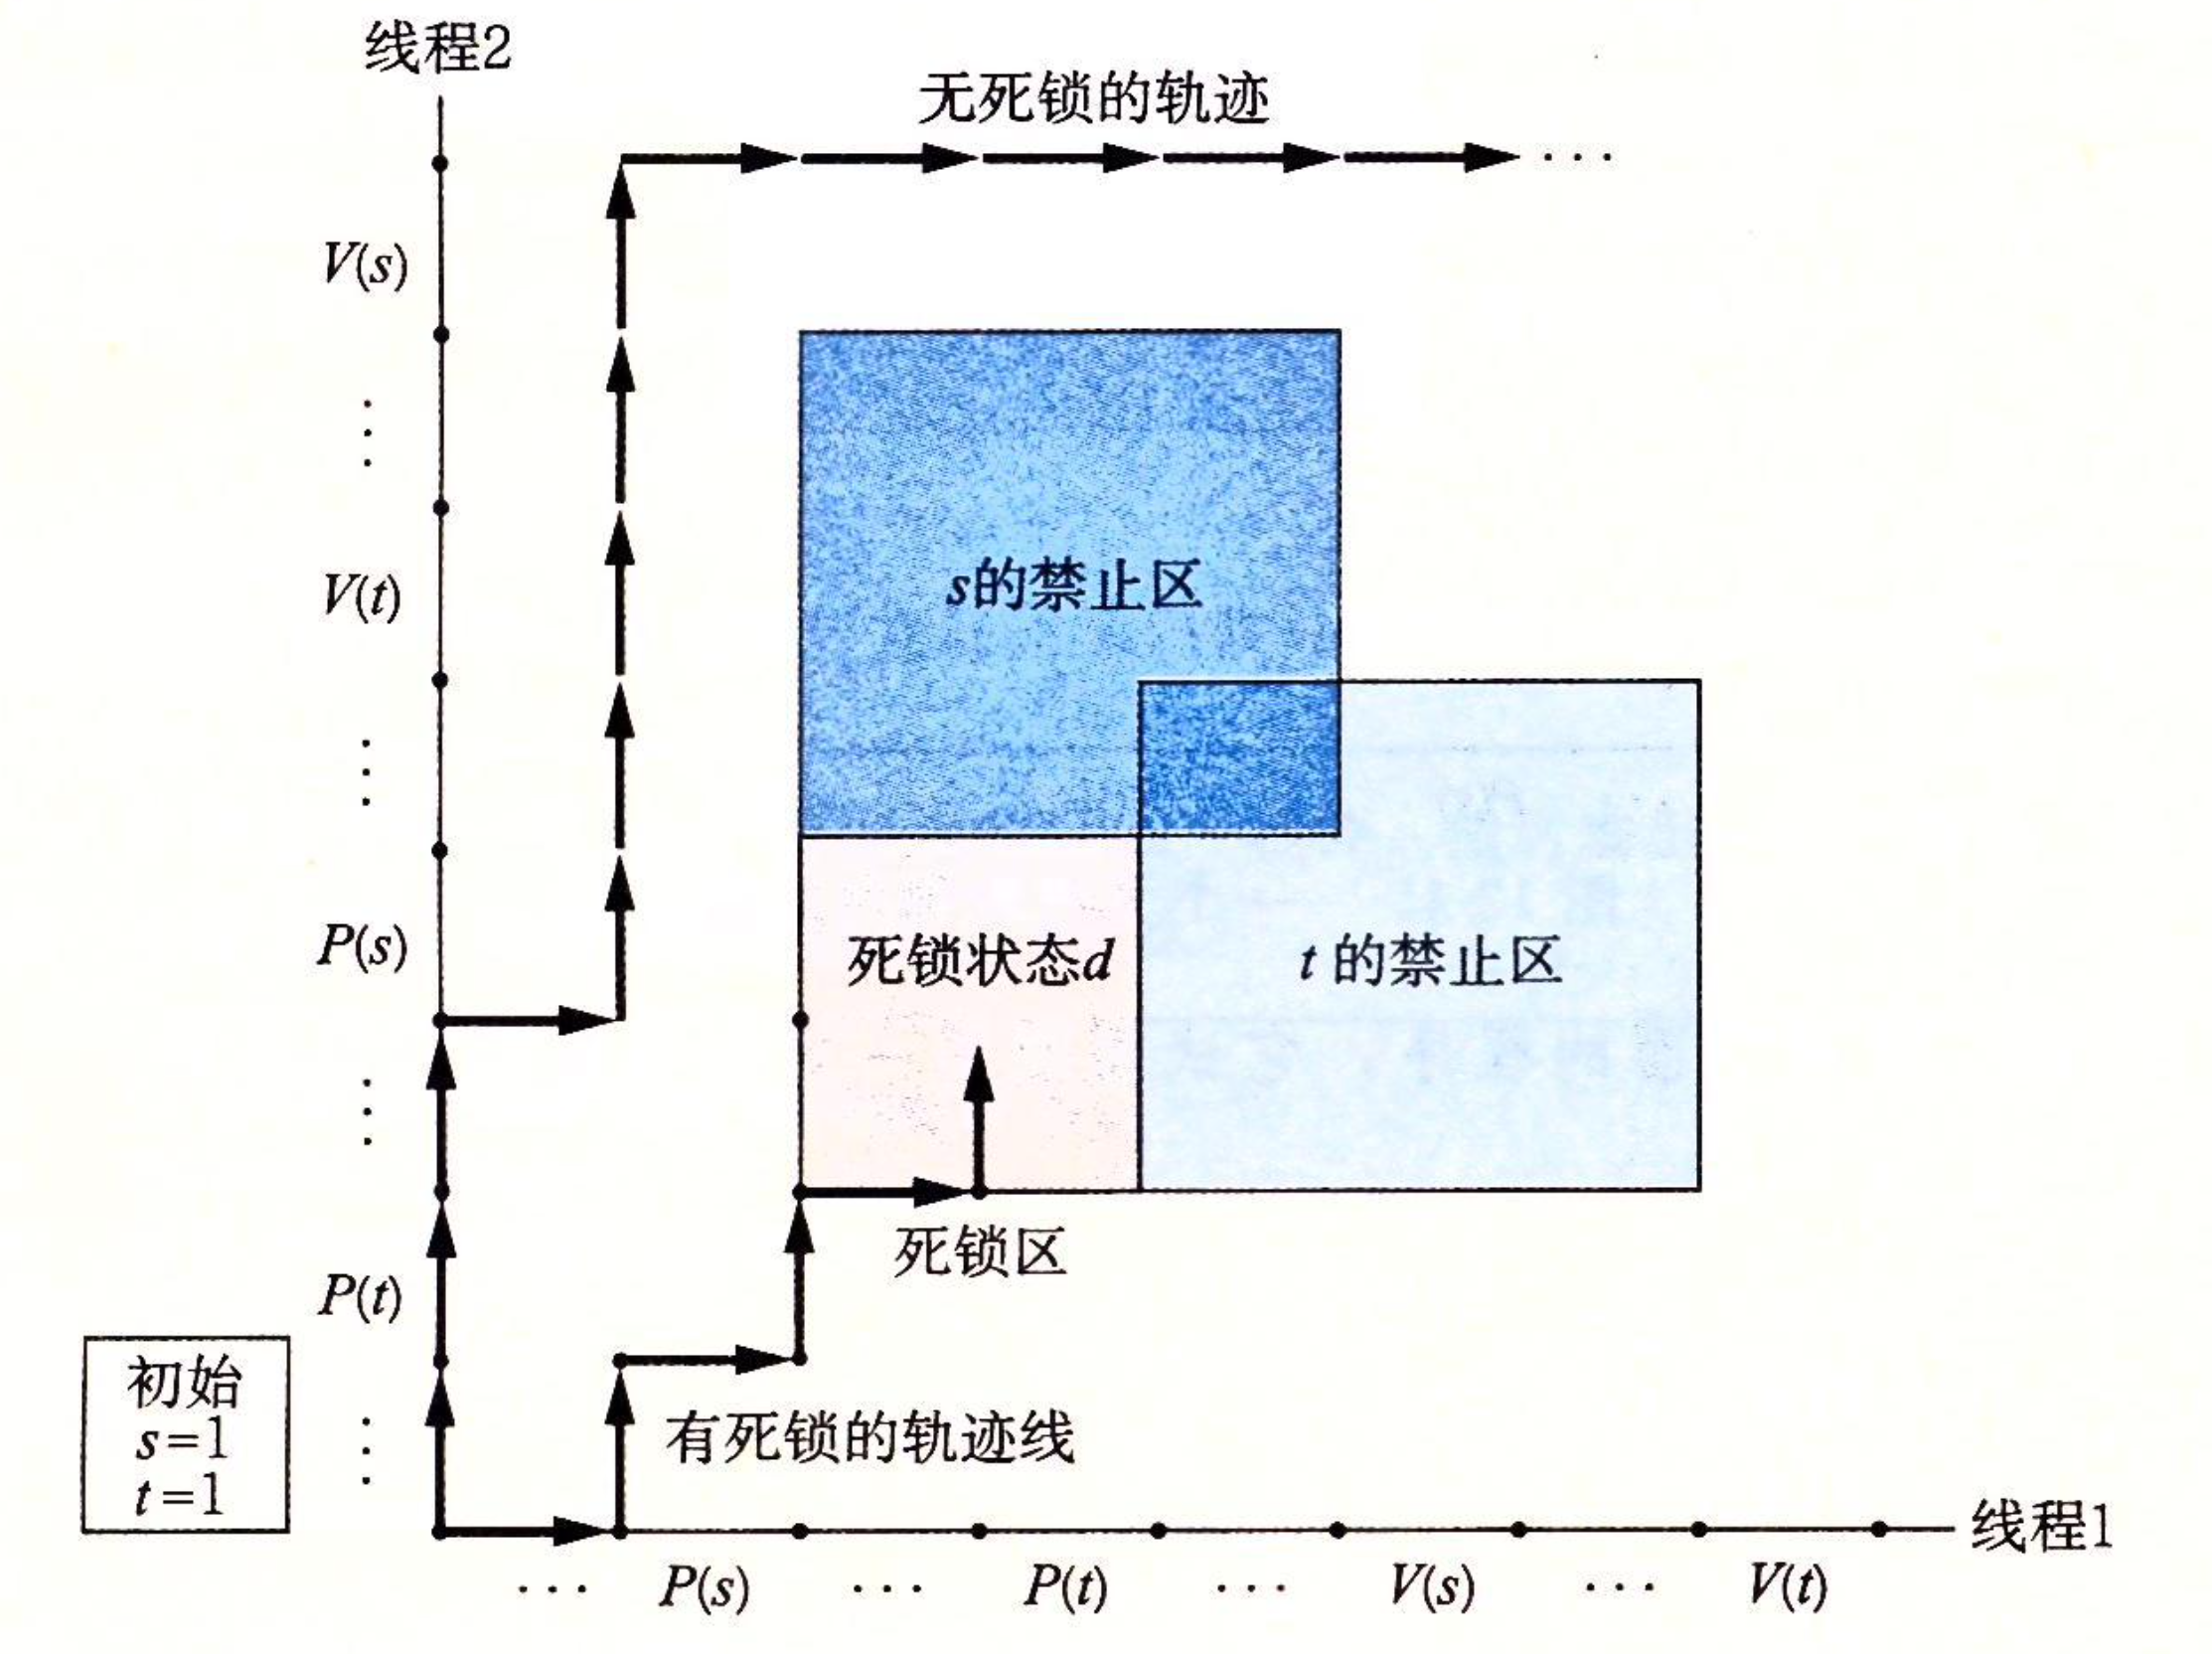 线程2
无死锁的轨迹
V(s)
⋮
V(t)
s的禁止区
⋮
P(s)
死锁状态d
t 的禁止区
⋮
死锁区
P(t)
初始
s=1
t=1
⋮
有死锁的轨迹线
线程1
··· P(s) ··· P(t) ··· V(s) ··· V(t)
···